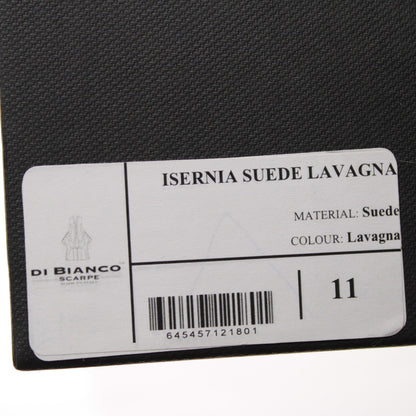 ISERNIA SUEDE LAVAGNA
MATERIAL: Suede
COLOUR: Lavagna
DI BIANCO
SCARPE
11
645457121801